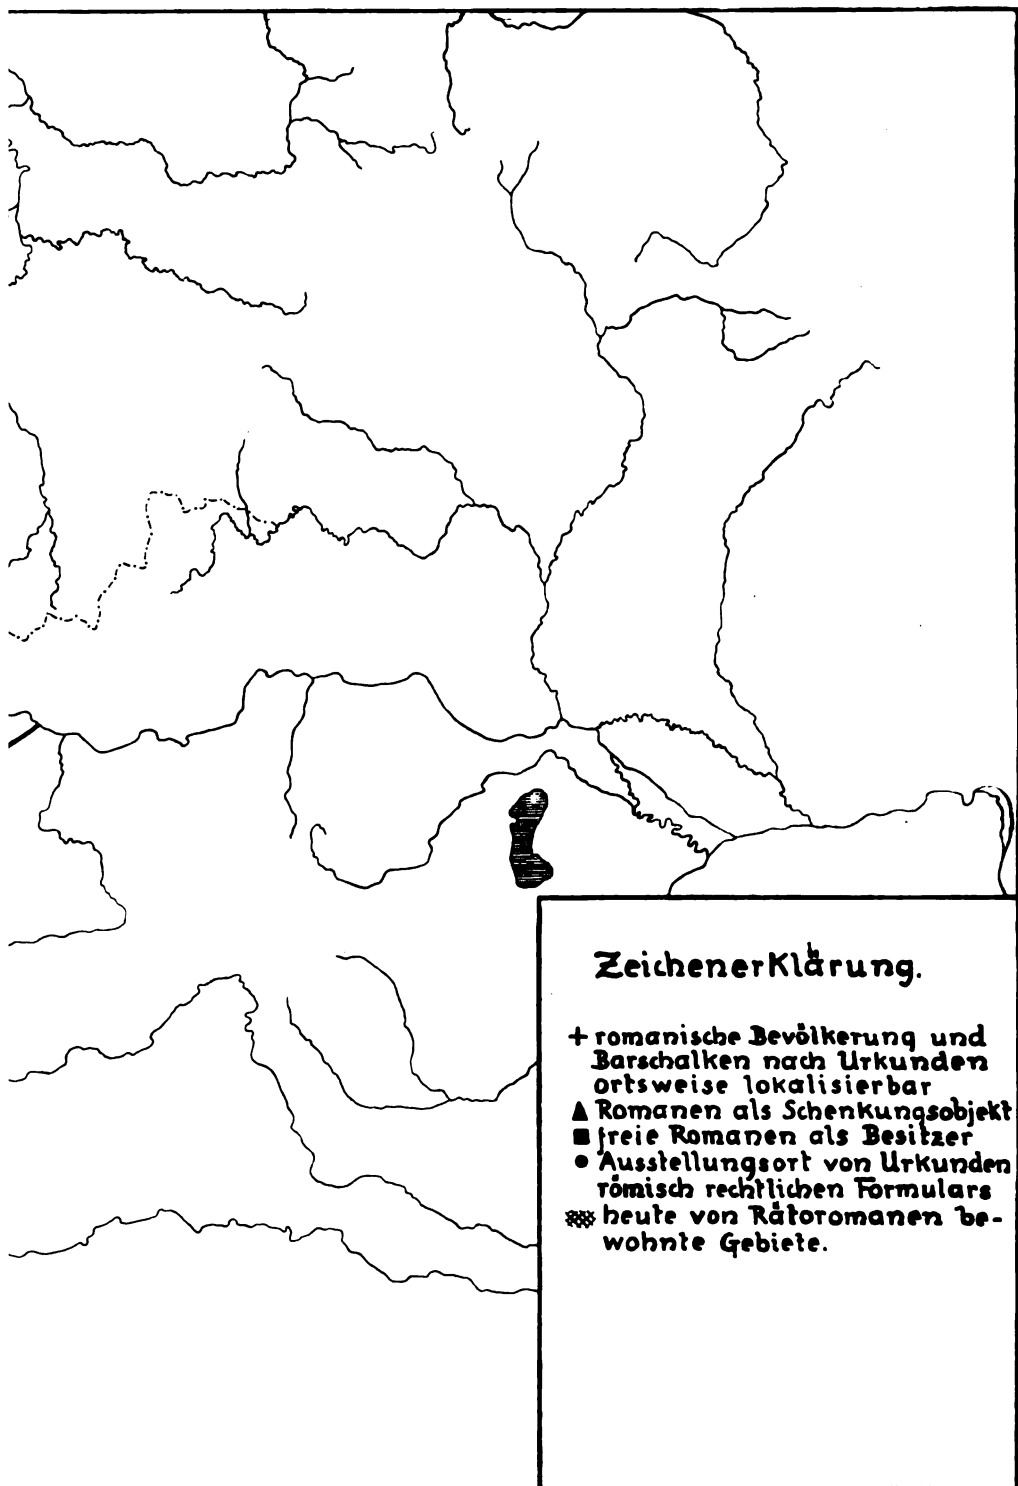 Zeichenerklärung.
romanische Bevölkerung und
Barschalken nach Urkunden
ortsweise lokalisierbar
Romanen als Schenkungsobjekt
freie Romanen als Besitzer
Ausstellungsort von Urkunden
römisch rechtlichen Formulars
heute von Rätoromanen be-
wohnte Gebiete.